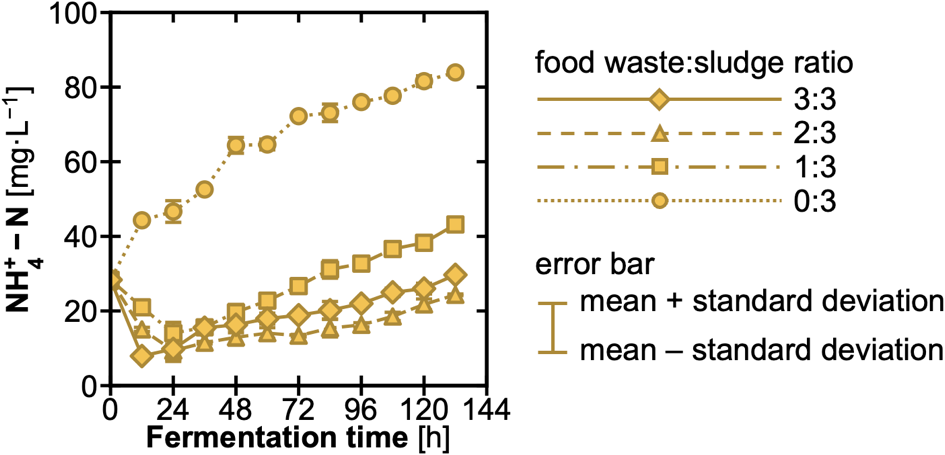 100
80
60
40
20
0
NH₄⁺ – N [mg·L⁻¹]
0 24 48 72 96 120 144
Fermentation time [h]
food waste:sludge ratio
3:3
2:3
1:3
0:3
error bar
mean + standard deviation
mean – standard deviation